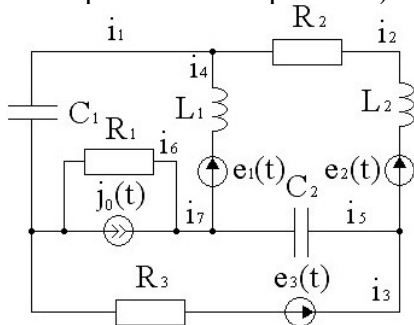 R₂
i₁
i₂
i₄
C₁
L₁
L₂
R₁
i₆
e₁(t)
C₂
e₂(t)
j₀(t)
i₇
i₅
e₃(t)
i₃
R₃